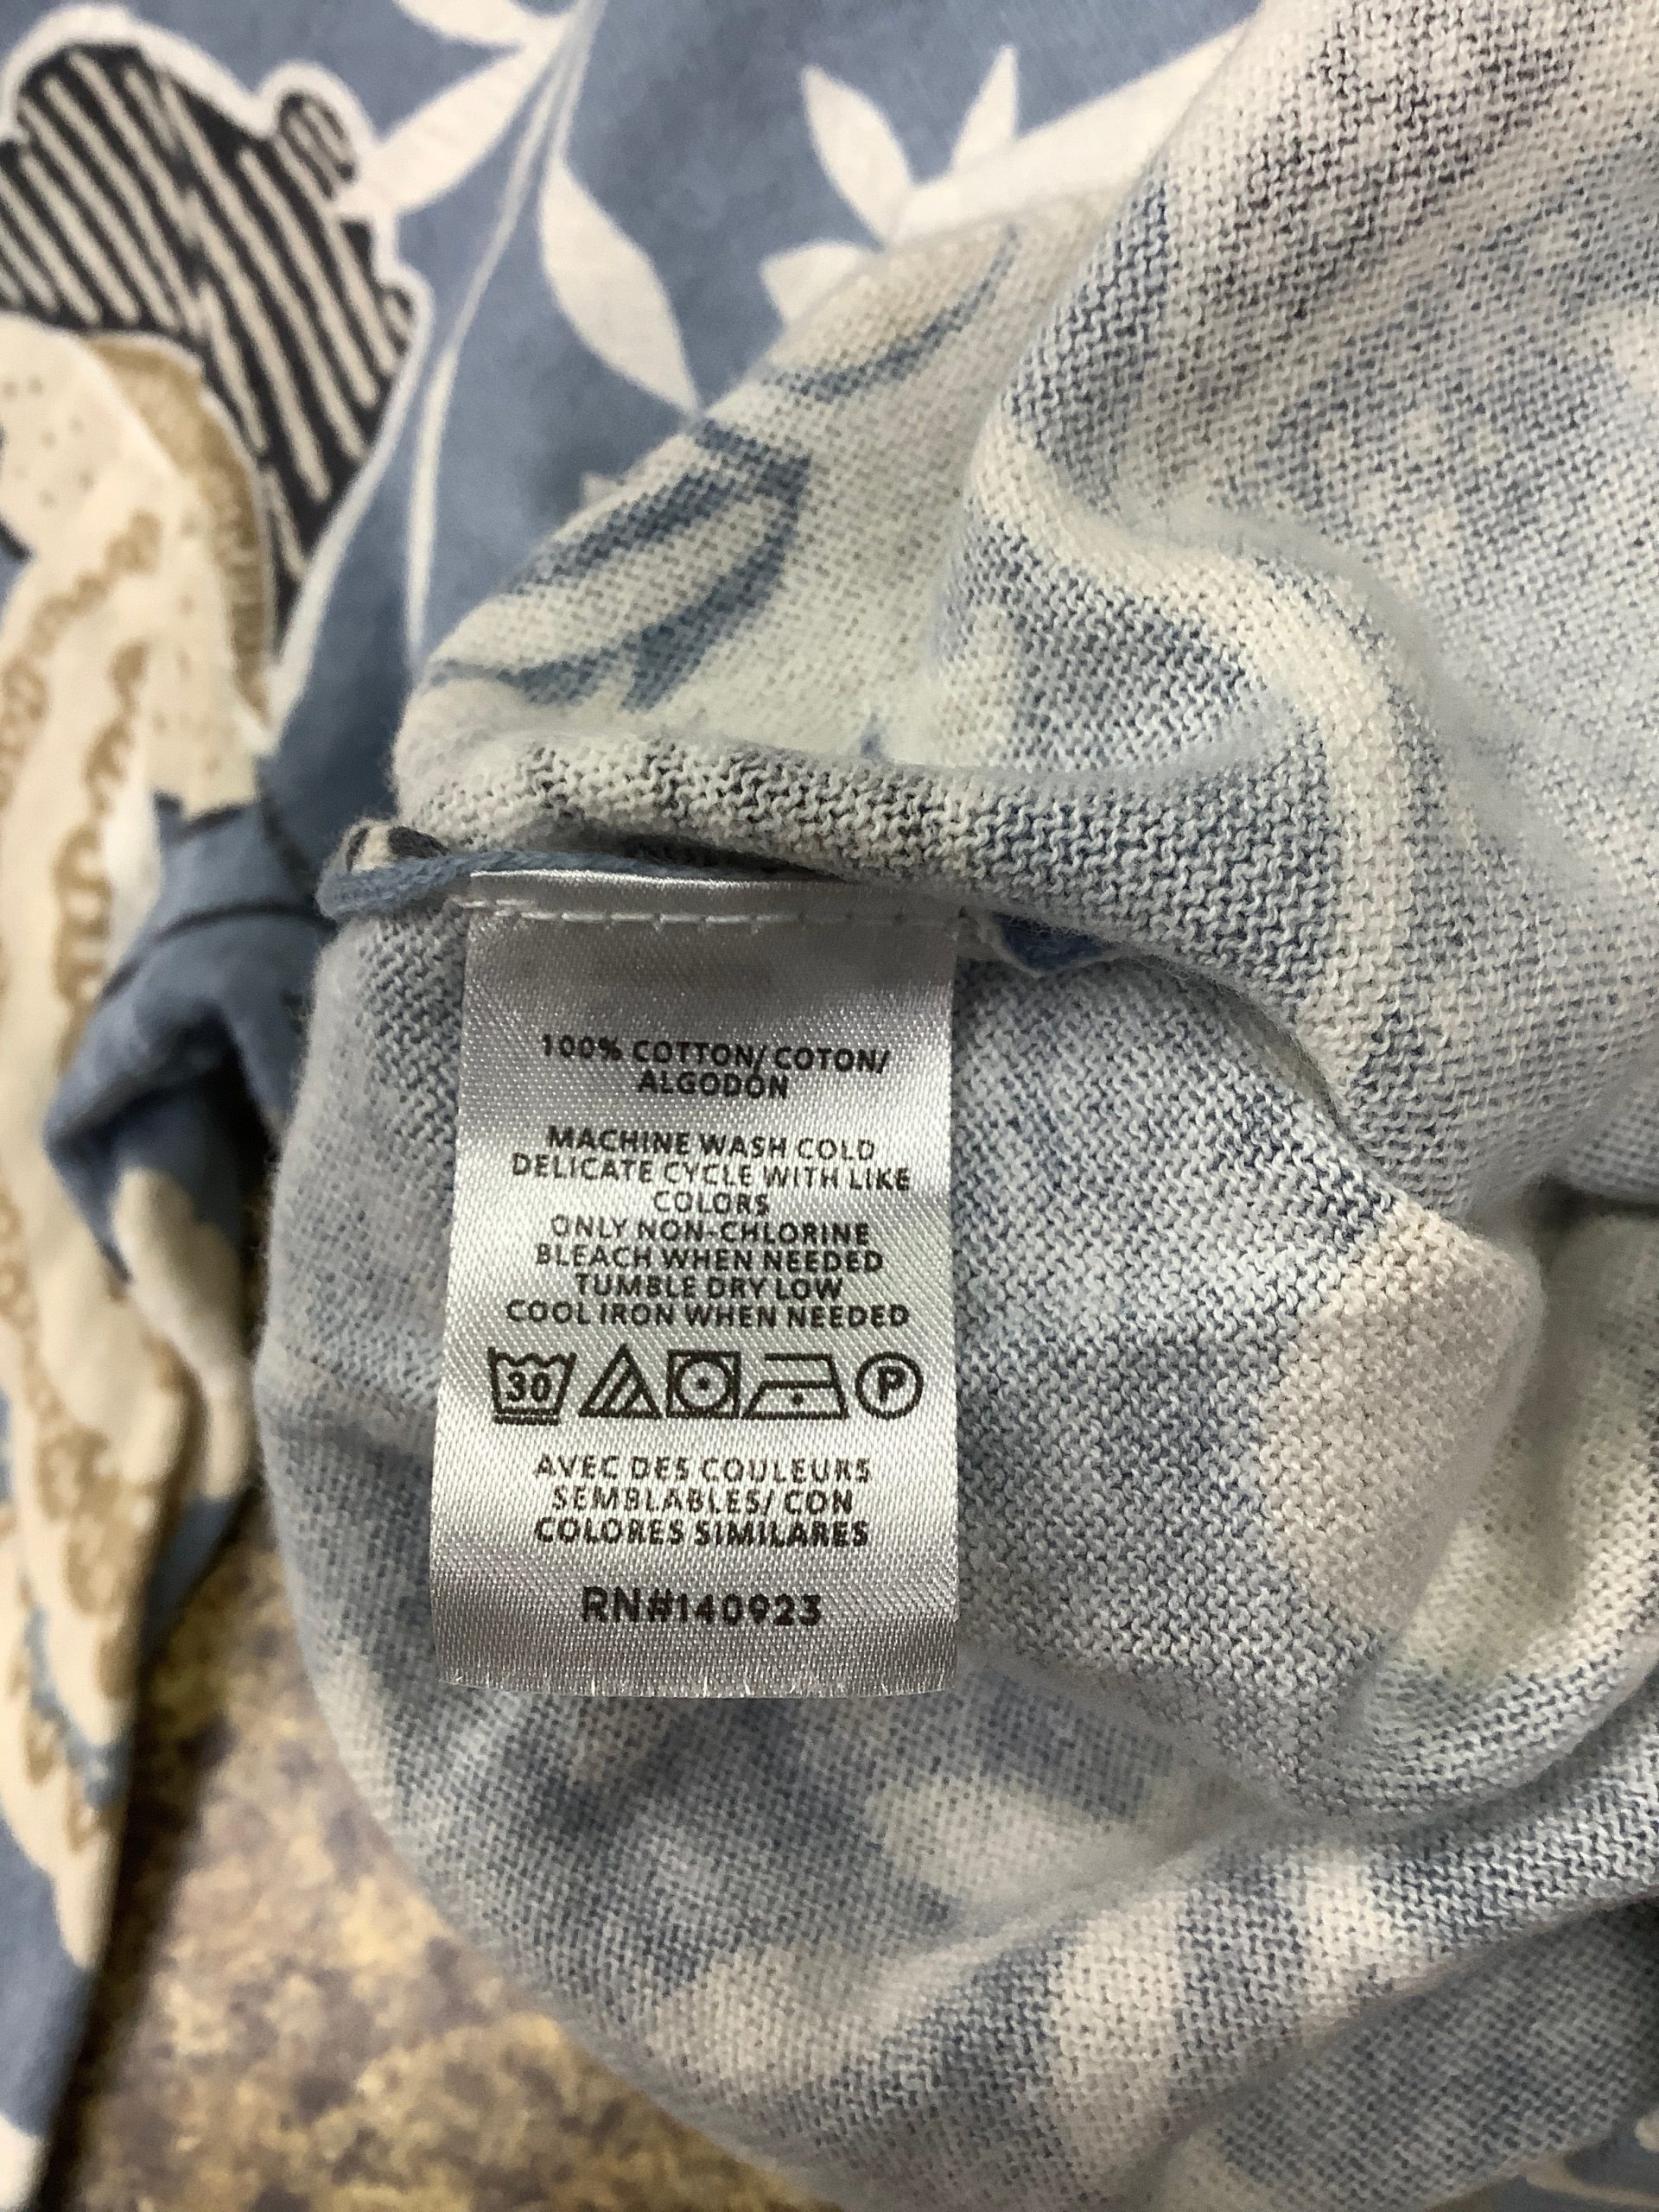 100% COTTON/COTON/
ALGODÓN
MACHINE WASH COLD
DELICATE CYCLE WITH LIKE
COLORS
ONLY NON-CHLORINE
BLEACH WHEN NEEDED
TUMBLE DRY LOW
COOL IRON WHEN NEEDED
30 P
AVEC DES COULEURS
SEMBLABLES/ CON
COLORES SIMILARES
RN#140923